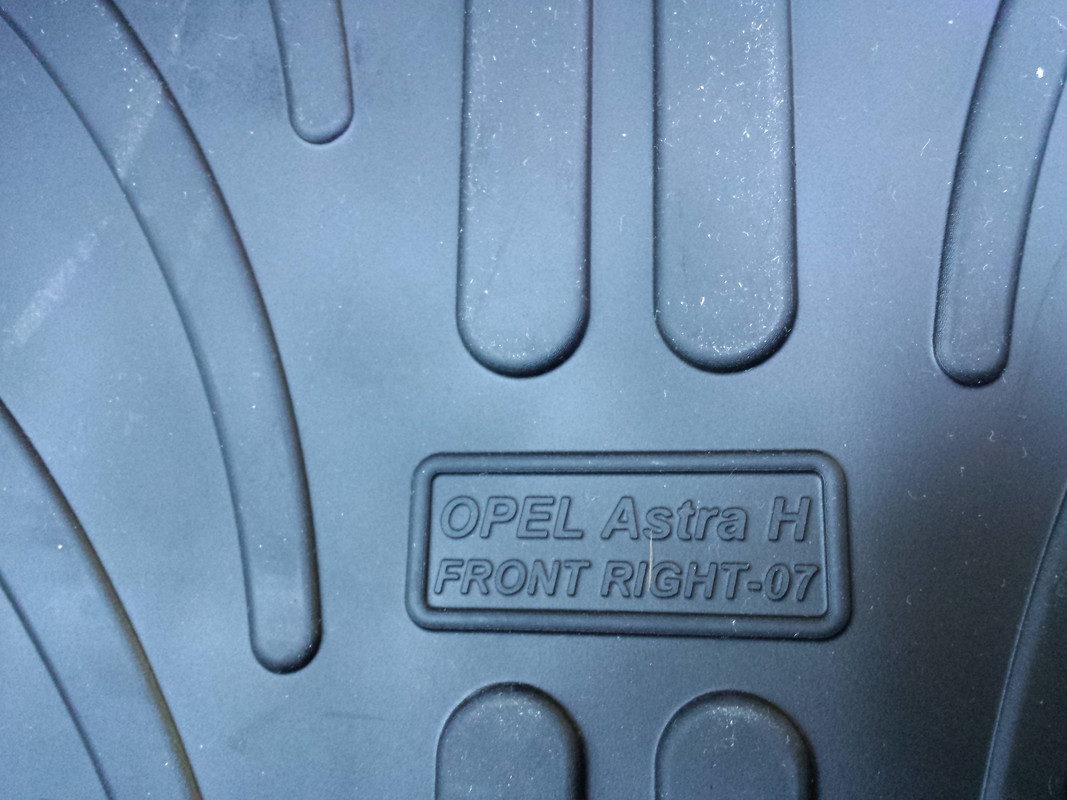 OPEL Astra H
FRONT RIGHT-07